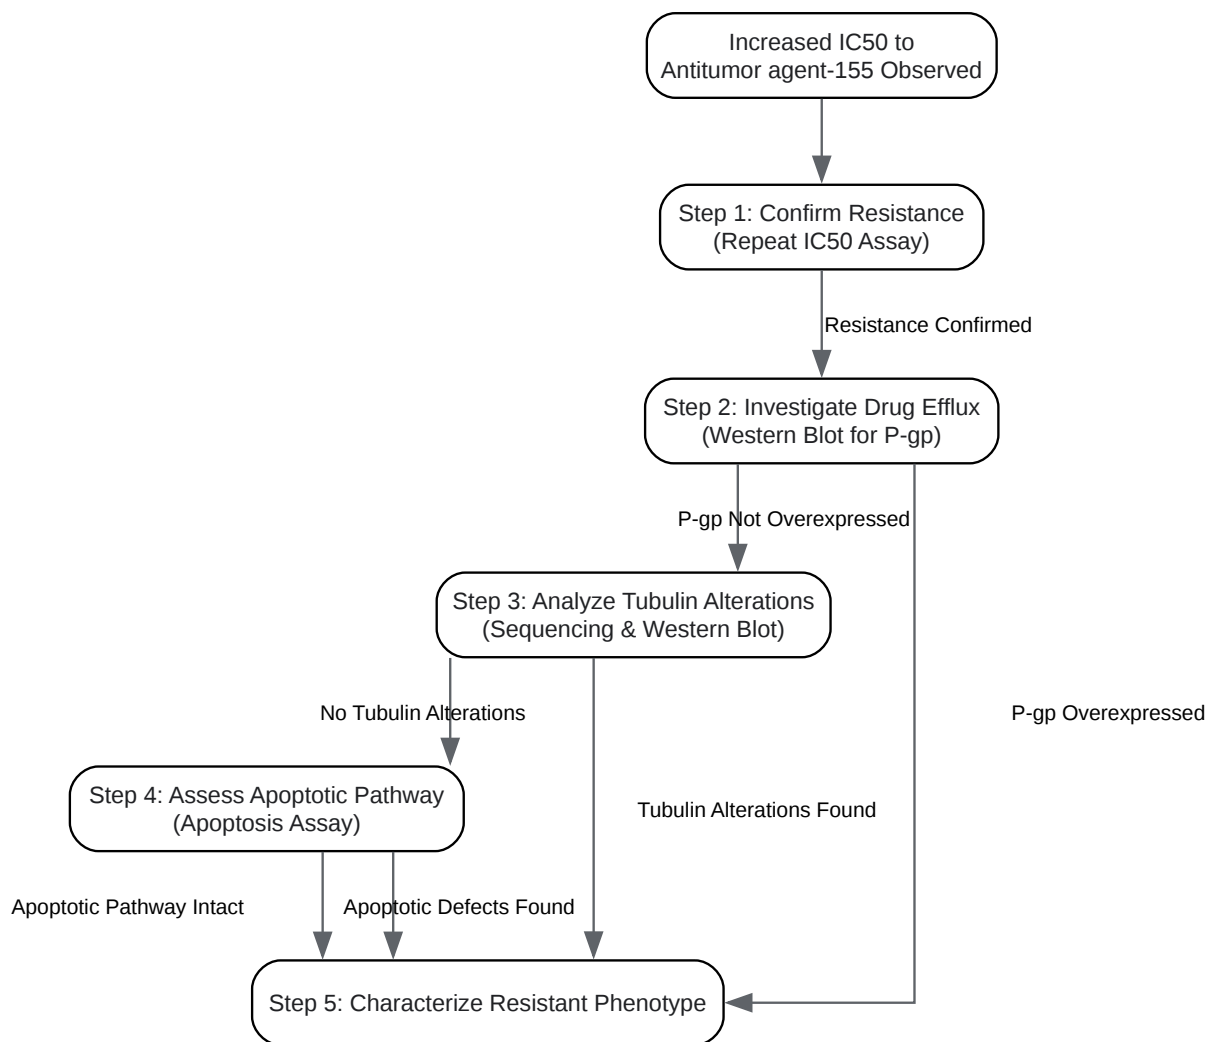 Increased IC50 to
Antitumor agent-155 Observed
Step 1: Confirm Resistance
(Repeat IC50 Assay)
Resistance Confirmed
Step 2: Investigate Drug Efflux
(Western Blot for P-gp)
P-gp Not Overexpressed
Step 3: Analyze Tubulin Alterations
(Sequencing & Western Blot)
No Tubulin Alterations
P-gp Overexpressed
Step 4: Assess Apoptotic Pathway
(Apoptosis Assay)
Tubulin Alterations Found
Apoptotic Pathway Intact
Apoptotic Defects Found
Step 5: Characterize Resistant Phenotype